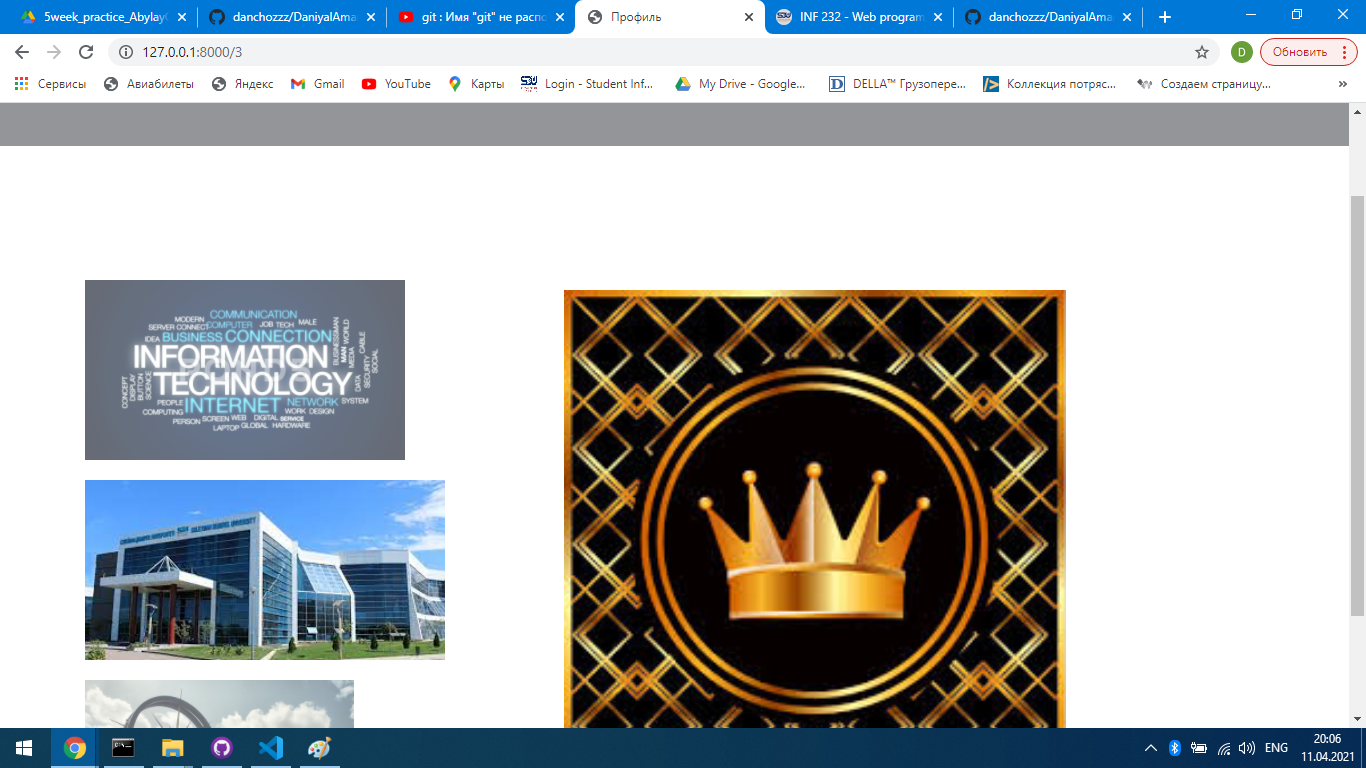 5week_practice_Abylay
danchozzz/DaniyalAma
git : Имя "git" не распо
Профиль
INF 232 - Web program
danchozzz/DaniyalAma
127.0.0.1:8000/3
D
Обновить
Сервисы
Авиабилеты
Яндекс
Gmail
YouTube
Карты
Login - Student Inf...
My Drive - Google...
DELLA™ Грузопере...
Коллекция потряс...
Создаем страницу...
»
COMMUNICATION
MODERN
COMPUTER JOB TECH MALE
SERVER CONNECT
IDEA BUSINESS CONNECTION
INFORMATION
TECHNOLOGY
INTERNET NETWORK SYSTEM
PEOPLE
COMPUTING WORK DESIGN
PERSON SCREEN WEB DIGITAL SERVICE
LAPTOP GLOBAL HARDWARE
CONCEPT
DISPLAY
BUTTON
SCIENCE
BUSINESSMAN
MAN WORLD
MEDIA
CABLE
DATA
SECURITY
SOCIAL
ENG
20:06
11.04.2021